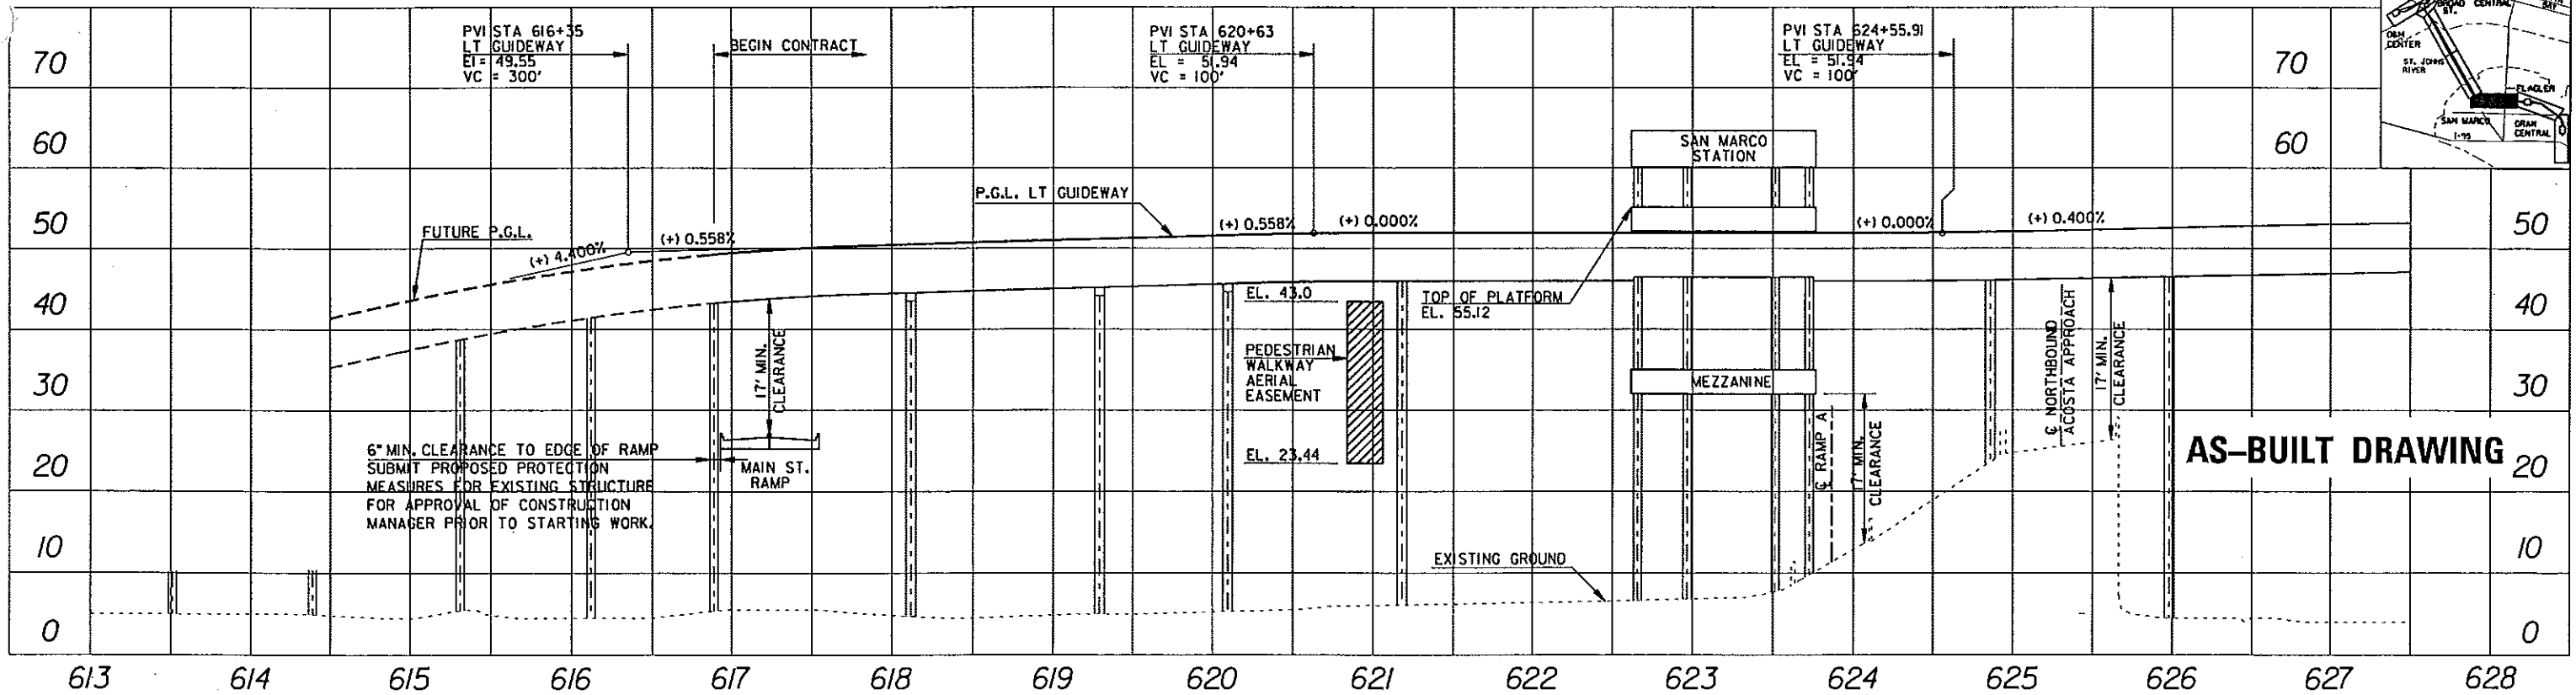 PVI STA 616+35
LT GUIDEWAY
El = 49.55
VC = 300'
BEGIN CONTRACT
PVI STA 620+63
LT GUIDEWAY
EL = 51.94
VC = 100'
PVI STA 624+55.91
LT GUIDEWAY
EL = 51.94
VC = 100'
BROAD ST.
CENTRAL
O&M CENTER
ST. JOHNS RIVER
FLAGLER
SAN MARCO
GRAN CENTRAL
I-95
70
70
60
60
50
50
40
40
30
30
20
20
10
10
0
0
SAN MARCO
STATION
P.G.L. LT GUIDEWAY
FUTURE P.G.L.
(+) 4.400%
(+) 0.558%
(+) 0.558%
(+) 0.000%
(+) 0.000%
(+) 0.400%
EL. 43.0
TOP OF PLATFORM
EL. 55.12
PEDESTRIAN
WALKWAY
AERIAL
EASEMENT
EL. 23.44
17' MIN.
CLEARANCE
MEZZANINE
6" MIN. CLEARANCE TO EDGE OF RAMP
SUBMIT PROPOSED PROTECTION
MEASURES FOR EXISTING STRUCTURE
FOR APPROVAL OF CONSTRUCTION
MANAGER PRIOR TO STARTING WORK.
MAIN ST.
RAMP
℄ RAMP A
17' MIN.
CLEARANCE
℄ NORTHBOUND
ACOSTA APPROACH
17' MIN.
CLEARANCE
AS-BUILT DRAWING
EXISTING GROUND
613 614 615 616 617 618 619 620 621 622 623 624 625 626 627 628